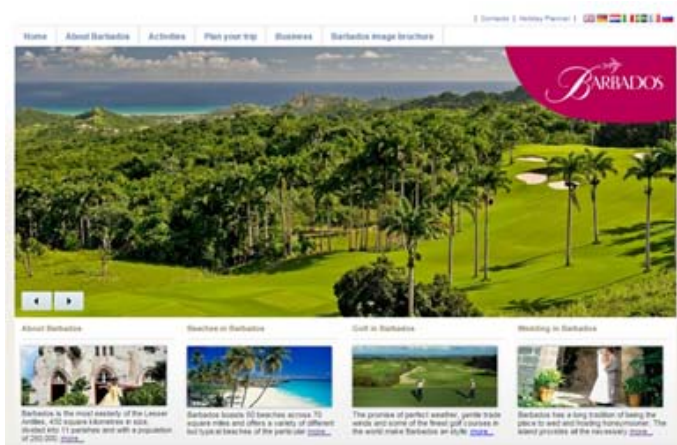 | Contacts | Holiday Planner |
Home About Barbados Activities Plan your trip Business Barbados image brochure
BARBADOS
About Barbados
Barbados is the most easterly of the Lesser
Antilles, 432 square kilometres in size,
divided into 11 parishes and with a population
of 260.000. more...
Beaches in Barbados
Barbados boasts 60 beaches across 70
square miles and offers a variety of different
but typical beaches of the particular more...
Golf in Barbados
The promise of perfect weather, gentle trade
winds and some of the finest golf courses in
the world make Barbados an idyllic more...
Wedding in Barbados
Barbados has a long tradition of being the
place to wed and hosting honeymooner. The
island provides all the necessary more...